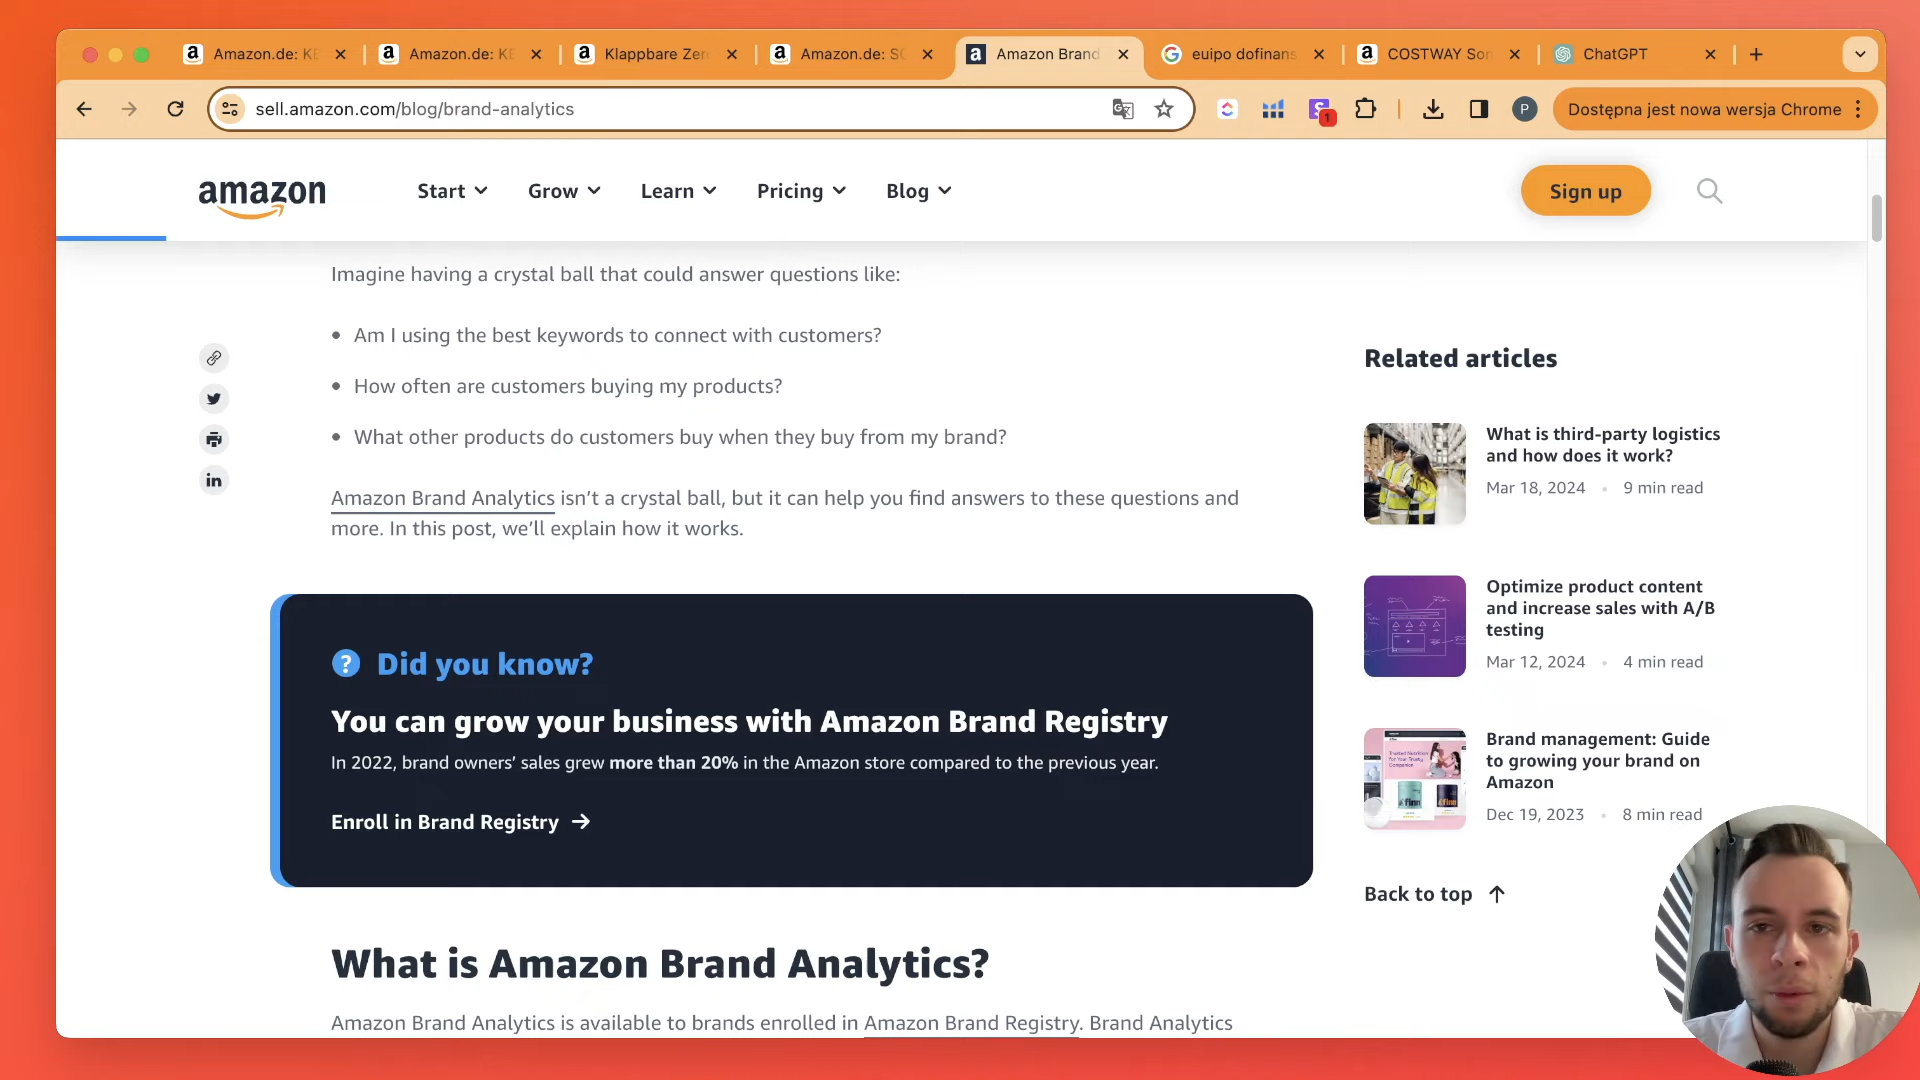 Amazon.de: KE
Amazon.de: KE
Klappbare Zer
Amazon.de: SC
Amazon Brand
euipo dofinans
COSTWAY Son
ChatGPT
sell.amazon.com/blog/brand-analytics
1
P
Dostępna jest nowa wersja Chrome
amazon
Start
Grow
Learn
Pricing
Blog
Sign up
Imagine having a crystal ball that could answer questions like:
• Am I using the best keywords to connect with customers?
• How often are customers buying my products?
• What other products do customers buy when they buy from my brand?
Amazon Brand Analytics isn’t a crystal ball, but it can help you find answers to these questions and
more. In this post, we’ll explain how it works.
? Did you know?
You can grow your business with Amazon Brand Registry
In 2022, brand owners’ sales grew more than 20% in the Amazon store compared to the previous year.
Enroll in Brand Registry →
What is Amazon Brand Analytics?
Amazon Brand Analytics is available to brands enrolled in Amazon Brand Registry. Brand Analytics
Related articles
What is third-party logistics
and how does it work?
Mar 18, 2024 • 9 min read
Optimize product content
and increase sales with A/B
testing
Mar 12, 2024 • 4 min read
Brand management: Guide
to growing your brand on
Amazon
Dec 19, 2023 • 8 min read
Back to top ↑